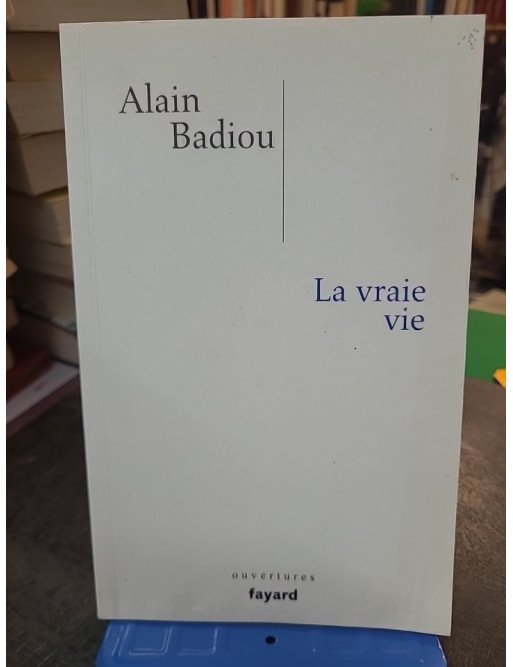 Alain
Badiou
La vraie
vie
ouvertures
fayard